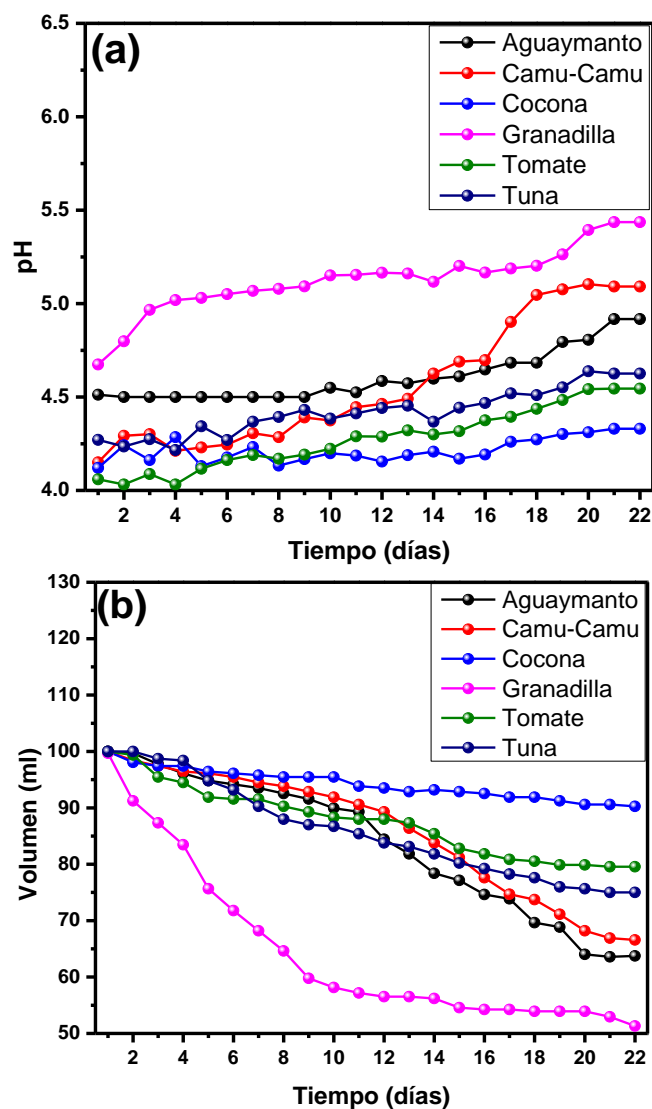 (a)
6.5
6.0
5.5
5.0
4.5
4.0
pH
Aguaymanto
Camu-Camu
Cocona
Granadilla
Tomate
Tuna
2 4 6 8 10 12 14 16 18 20 22
Tiempo (días)
(b)
130
120
110
100
90
80
70
60
50
Volumen (ml)
Aguaymanto
Camu-Camu
Cocona
Granadilla
Tomate
Tuna
2 4 6 8 10 12 14 16 18 20 22
Tiempo (días)